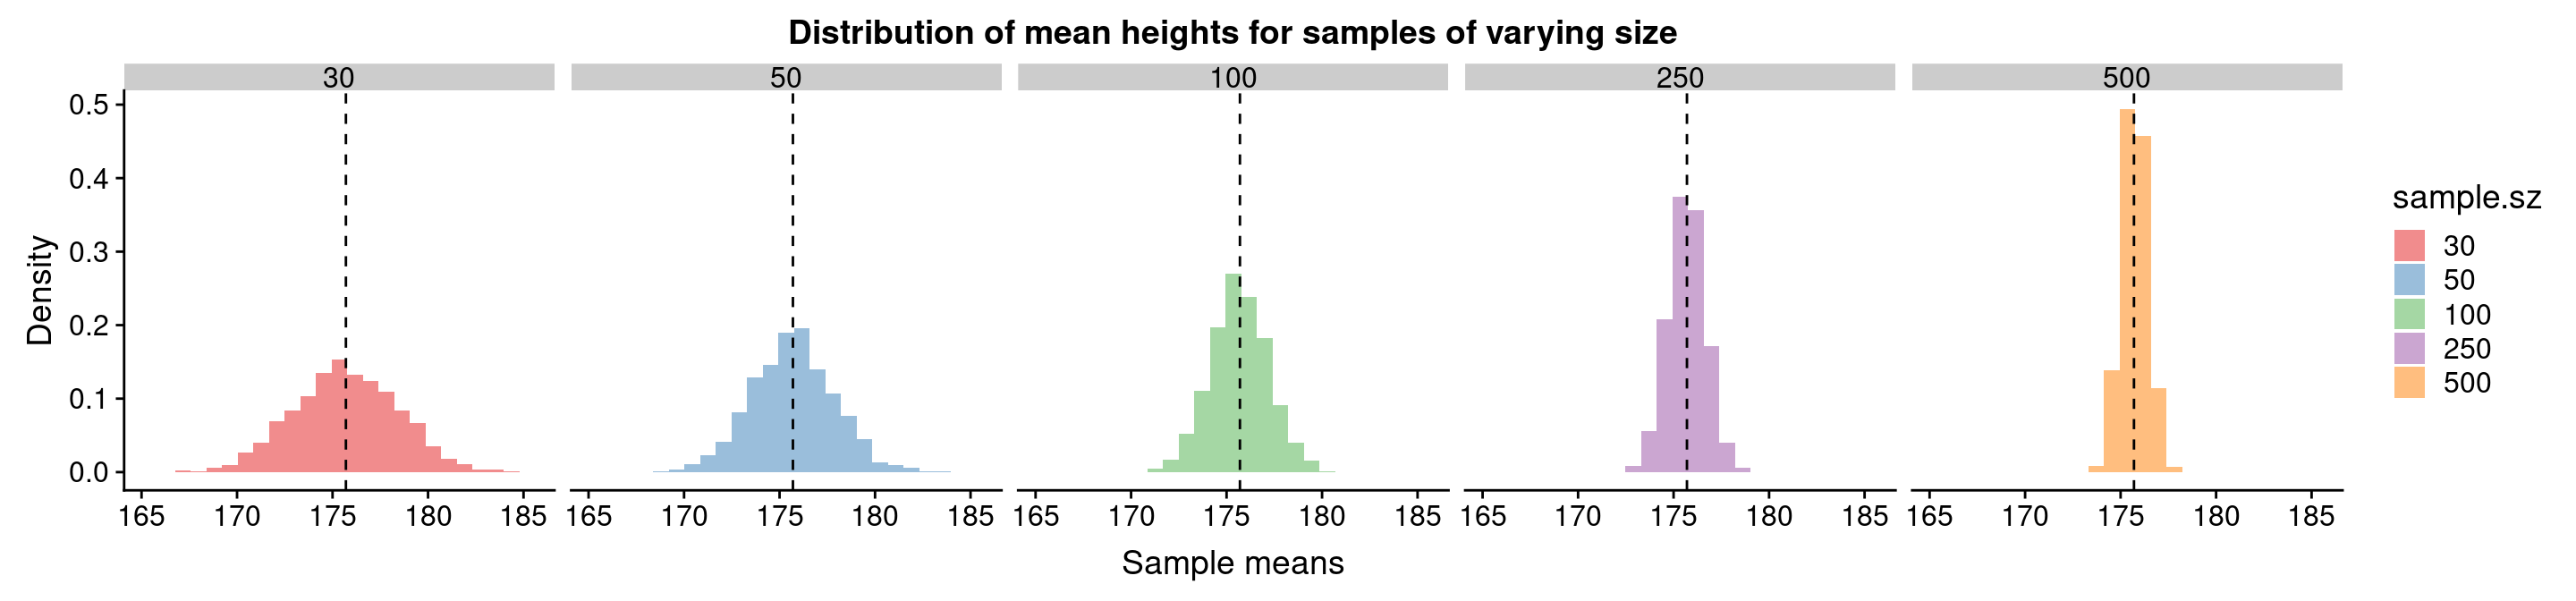 Distribution of mean heights for samples of varying size
30 50 100 250 500
0.5
0.4
0.3
0.2
0.1
0.0
Density
165 170 175 180 185 165 170 175 180 185 165 170 175 180 185 165 170 175 180 185 165 170 175 180 185
Sample means
sample.sz
30
50
100
250
500